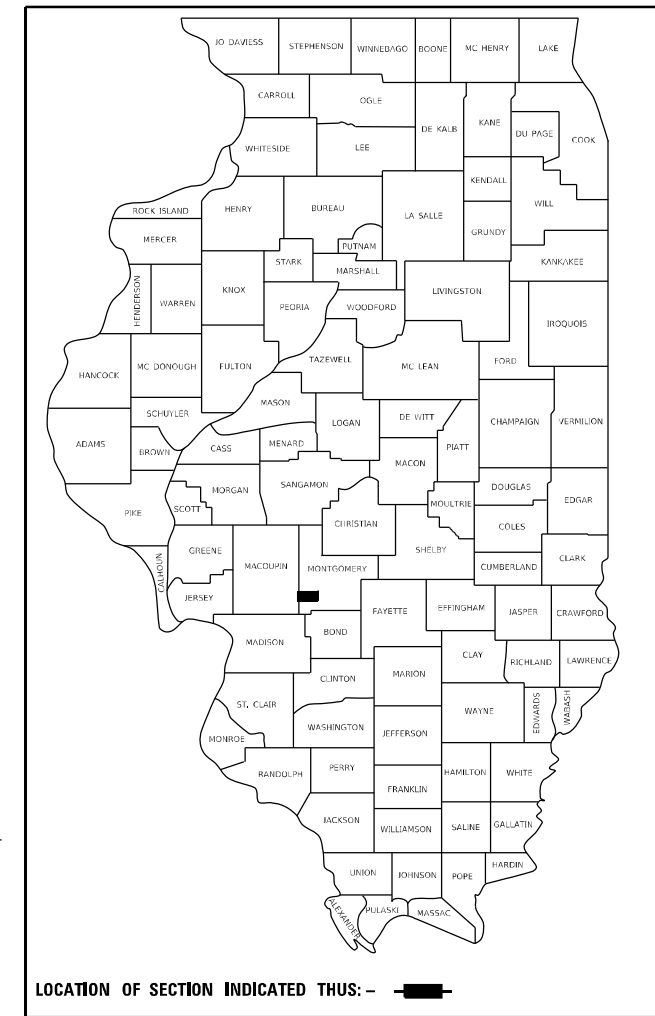 JO DAVIESS STEPHENSON WINNEBAGO BOONE MC HENRY LAKE
CARROLL OGLE
DE KALB KANE DU PAGE COOK
WHITESIDE LEE
KENDALL
ROCK ISLAND HENRY BUREAU LA SALLE WILL
MERCER PUTNAM GRUNDY
STARK MARSHALL KANKAKEE
HENDERSON WARREN KNOX PEORIA WOODFORD LIVINGSTON
IROQUOIS
HANCOCK MC DONOUGH FULTON TAZEWELL MC LEAN FORD
SCHUYLER MASON
ADAMS BROWN CASS MENARD LOGAN DE WITT PIATT CHAMPAIGN VERMILION
MACON
PIKE SCOTT MORGAN SANGAMON MOULTRIE DOUGLAS EDGAR
CHRISTIAN COLES
GREENE MACOUPIN MONTGOMERY SHELBY CUMBERLAND CLARK
CALHOUN JERSEY
FAYETTE EFFINGHAM JASPER CRAWFORD
MADISON BOND
CLAY RICHLAND LAWRENCE
CLINTON MARION
ST. CLAIR WAYNE EDWARDS WABASH
WASHINGTON JEFFERSON
MONROE
RANDOLPH PERRY HAMILTON WHITE
FRANKLIN
JACKSON WILLIAMSON SALINE GALLATIN
HARDIN
UNION JOHNSON POPE
ALEXANDER PULASKI MASSAC
LOCATION OF SECTION INDICATED THUS: –